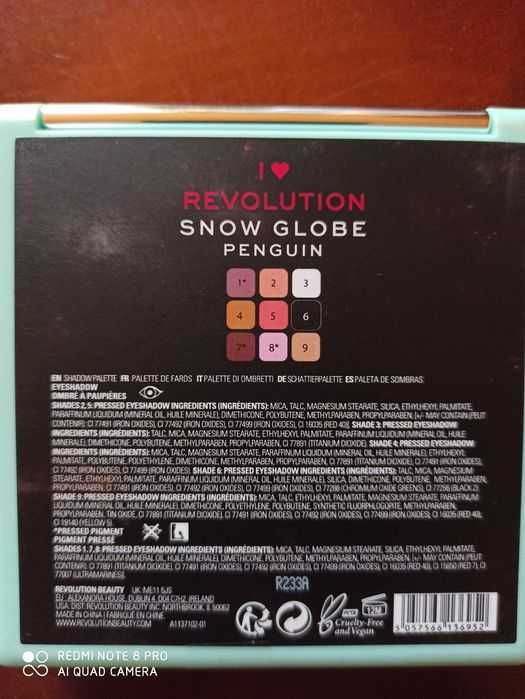 I ♥
REVOLUTION
SNOW GLOBE
PENGUIN
1* 2 3
4 5 6
7* 8* 9
EN SHADOW PALETTE FR PALETTE DE FARDS IT PALETTE DI OMBRETTI DE SCHATTIERPALETTE ES PALETA DE SOMBRAS
EYESHADOW
OMBRE À PAUPIÈRES
SHADES 2, 5: PRESSED EYESHADOW INGREDIENTS (INGRÉDIENTS): MICA, TALC, MAGNESIUM STEARATE, SILICA, ETHYLHEXYL PALMITATE,
PARAFFINUM LIQUIDUM (MINERAL OIL, HUILE MINERALE), DIMETHICONE, POLYBUTENE, METHYLPARABEN, PROPYLPARABEN, [+/- MAY CONTAIN (PEUT
CONTENIR): CI 77491 (IRON OXIDES), CI 77492 (IRON OXIDES), CI 77499 (IRON OXIDES), CI 16035 (RED 40)]. SHADE 3: PRESSED EYESHADOW
INGREDIENTS (INGRÉDIENTS): TALC, MICA, MAGNESIUM STEARATE, ETHYLHEXYL PALMITATE, PARAFFINUM LIQUIDUM (MINERAL OIL, HUILE
MINERALE), DIMETHICONE, POLYBUTENE, METHYLPARABEN, PROPYLPARABEN, CI 77891 (TITANIUM DIOXIDE). SHADE 4: PRESSED EYESHADOW
INGREDIENTS (INGRÉDIENTS): TALC, MICA, MAGNESIUM STEARATE, PARAFFINUM LIQUIDUM (MINERAL OIL, HUILE MINERALE), ETHYLHEXYL
PALMITATE, POLYBUTENE, DIMETHICONE, METHYLPARABEN, PROPYLPARABEN, CI 77891 (TITANIUM DIOXIDE), CI 77491 (IRON OXIDES), CI
77492 (IRON OXIDES), CI 77499 (IRON OXIDES). SHADE 6: PRESSED EYESHADOW INGREDIENTS (INGRÉDIENTS): TALC, MICA, MAGNESIUM
STEARATE, ETHYLHEXYL PALMITATE, PARAFFINUM LIQUIDUM (MINERAL OIL, HUILE MINERALE), SILICA, DIMETHICONE, POLYBUTENE, METHYLPARABEN,
PROPYLPARABEN, CI 77491 (IRON OXIDES), CI 77492 (IRON OXIDES), CI 77499 (IRON OXIDES), CI 77288 (CHROMIUM OXIDE GREENS), CI 77266 (BLACK 2).
SHADE 9: PRESSED EYESHADOW INGREDIENTS (INGRÉDIENTS): MICA, TALC, ETHYLHEXYL PALMITATE, MAGNESIUM STEARATE, PARAFFINUM
LIQUIDUM (MINERAL OIL, HUILE MINERALE), DIMETHICONE, POLYETHYLENE, POLYBUTENE, SYNTHETIC FLUORPHLOGOPITE, METHYLPARABEN,
PROPYLPARABEN, TIN OXIDE, CI 77891 (TITANIUM DIOXIDE), CI 77491 (IRON OXIDES), CI 77492 (IRON OXIDES), CI 77499 (IRON OXIDES), CI 16035 (RED 40),
CI 19140 (YELLOW 5).
*PRESSED PIGMENT
PIGMENT PRESSÉ
SHADES 1, 7, 8: PRESSED EYESHADOW INGREDIENTS (INGRÉDIENTS): MICA, TALC, MAGNESIUM STEARATE, SILICA, ETHYLHEXYL PALMITATE,
PARAFFINUM LIQUIDUM (MINERAL OIL, HUILE MINERALE), DIMETHICONE, POLYBUTENE, METHYLPARABEN, PROPYLPARABEN, [+/- MAY CONTAIN (PEUT
CONTENIR): CI 77891 (TITANIUM DIOXIDE), CI 77491 (IRON OXIDES), CI 77499 (IRON OXIDES), CI 16035 (RED 40), CI 15850 (RED 7), CI
77007 (ULTRAMARINES)].
R233A
REVOLUTION BEAUTY UK: ME11 5JS
EU: ALEXANDRA HOUSE, DUBLIN 4, D04 C7H2, IRELAND
USA: DIST. REVOLUTION BEAUTY INC. NORTHBROOK, IL 60062
MADE IN CHINA / FABRIQUÉ EN CHINE
WWW.REVOLUTIONBEAUTY.COM A1137102-01
PETA
Cruelty-Free
and Vegan
12M
5 057566 136952
REDMI NOTE 8 PRO
AI QUAD CAMERA